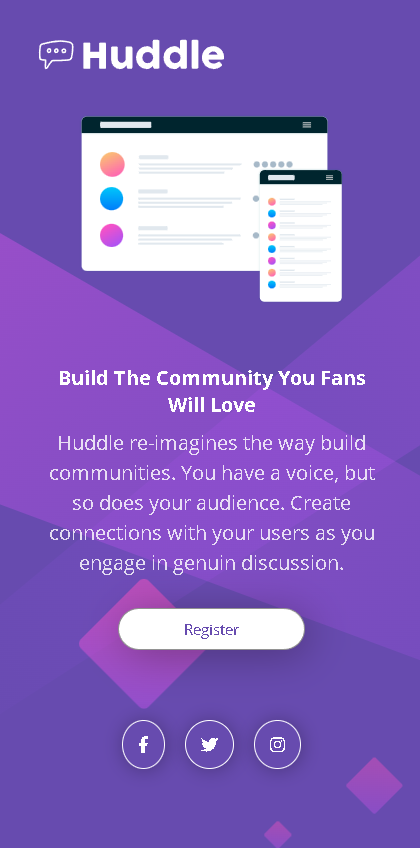 Huddle
Build The Community You Fans
Will Love
Huddle re-imagines the way build
communities. You have a voice, but
so does your audience. Create
connections with your users as you
engage in genuin discussion.
Register